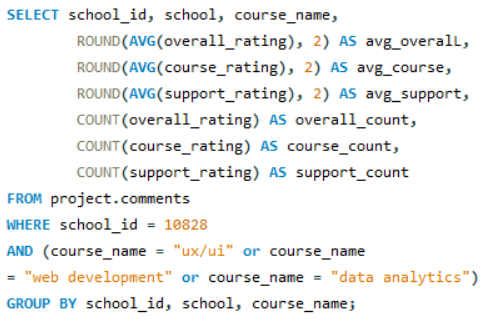 SELECT school_id, school, course_name,
ROUND(AVG(overall_rating), 2) AS avg_overalL,
ROUND(AVG(course_rating), 2) AS avg_course,
ROUND(AVG(support_rating), 2) AS avg_support,
COUNT(overall_rating) AS overall_count,
COUNT(course_rating) AS course_count,
COUNT(support_rating) AS support_count
FROM project.comments
WHERE school_id = 10828
AND (course_name = "ux/ui" or course_name
= "web development" or course_name = "data analytics")
GROUP BY school_id, school, course_name;